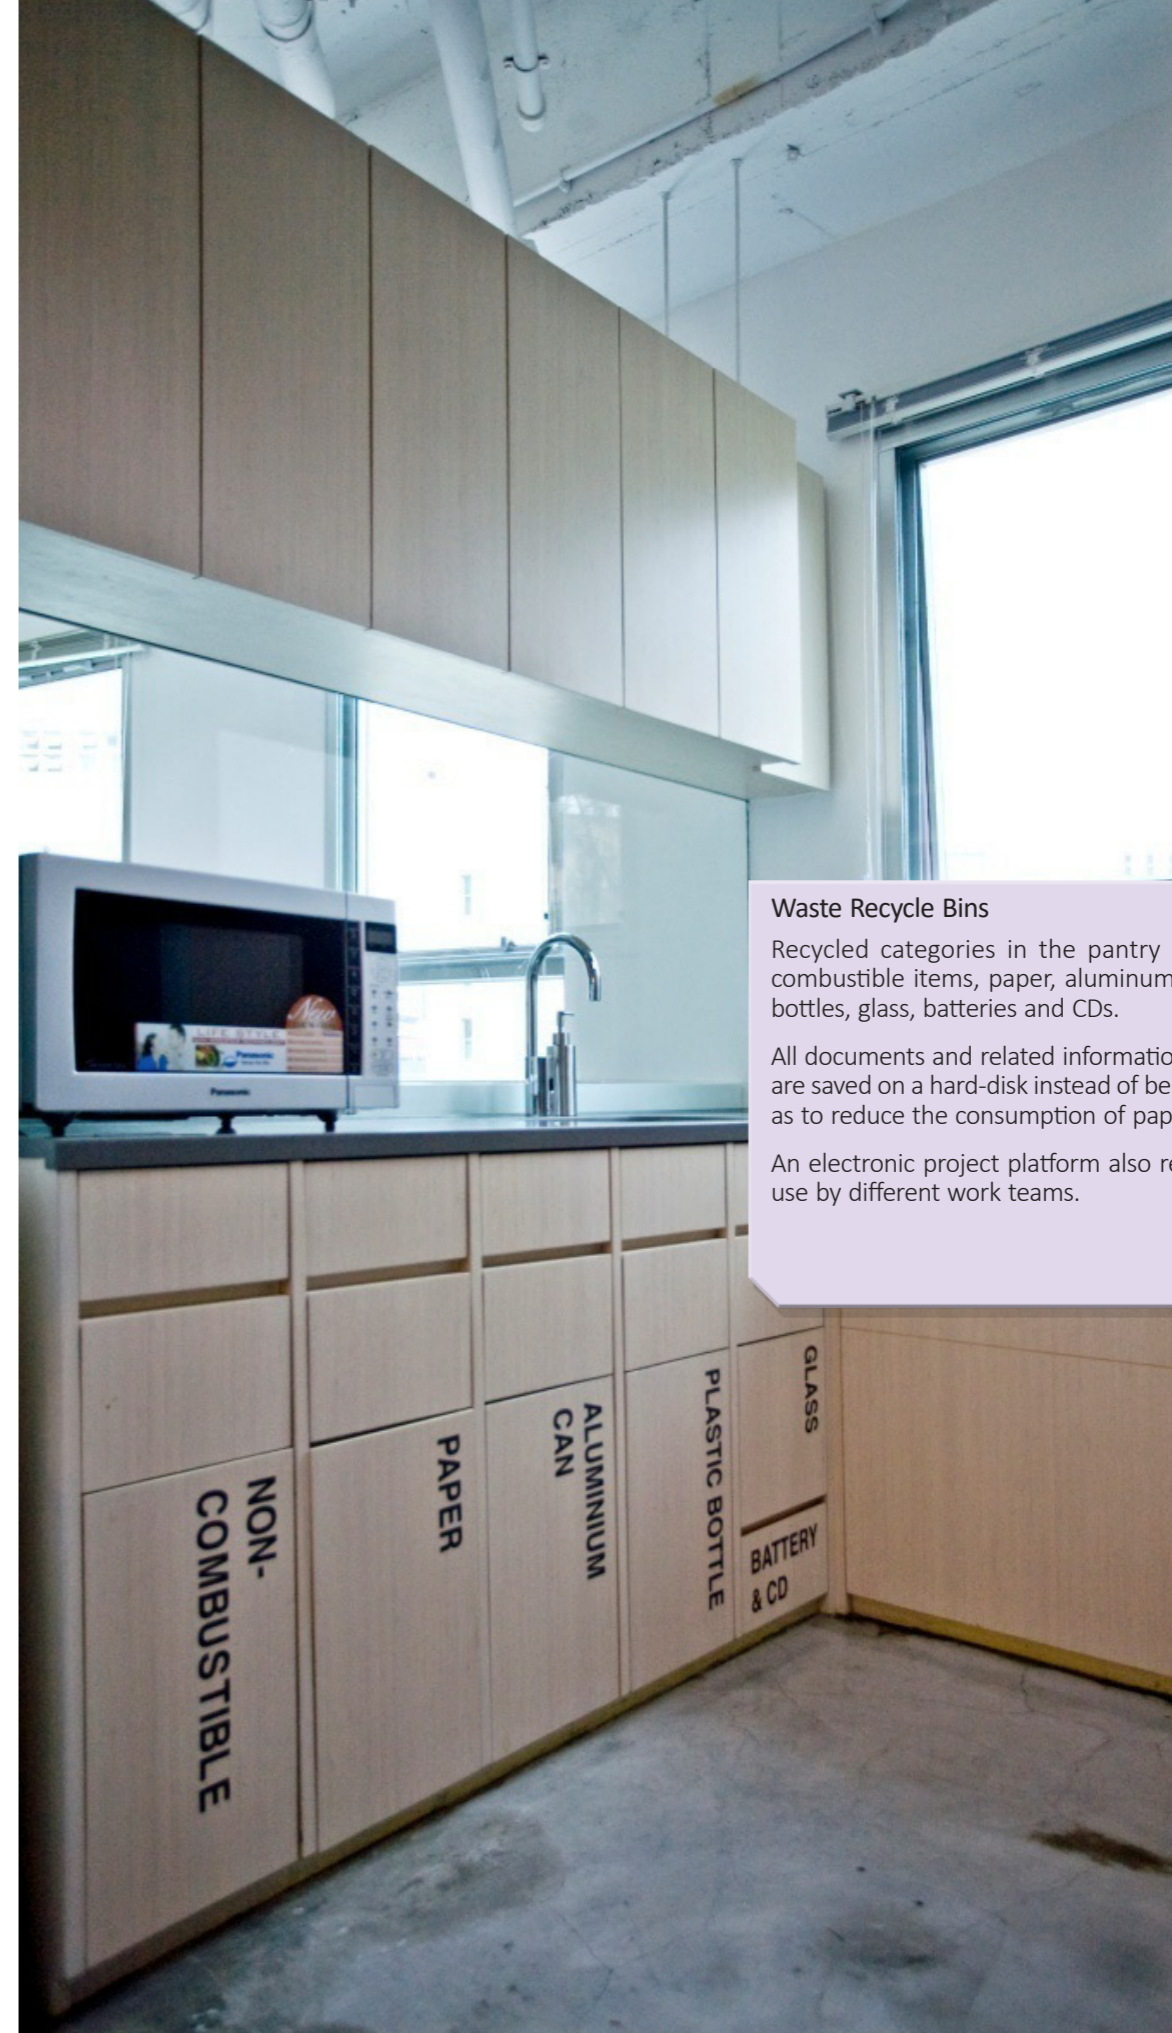 New
LIFE STYLE
Panasonic
Panasonic
Waste Recycle Bins
Recycled categories in the pantry
combustible items, paper, aluminum
bottles, glass, batteries and CDs.
All documents and related informatio
are saved on a hard-disk instead of be
as to reduce the consumption of pap
An electronic project platform also re
use by different work teams.
NON-
COMBUSTIBLE
PAPER
ALUMINIUM
CAN
PLASTIC BOTTLE
GLASS
BATTERY
& CD